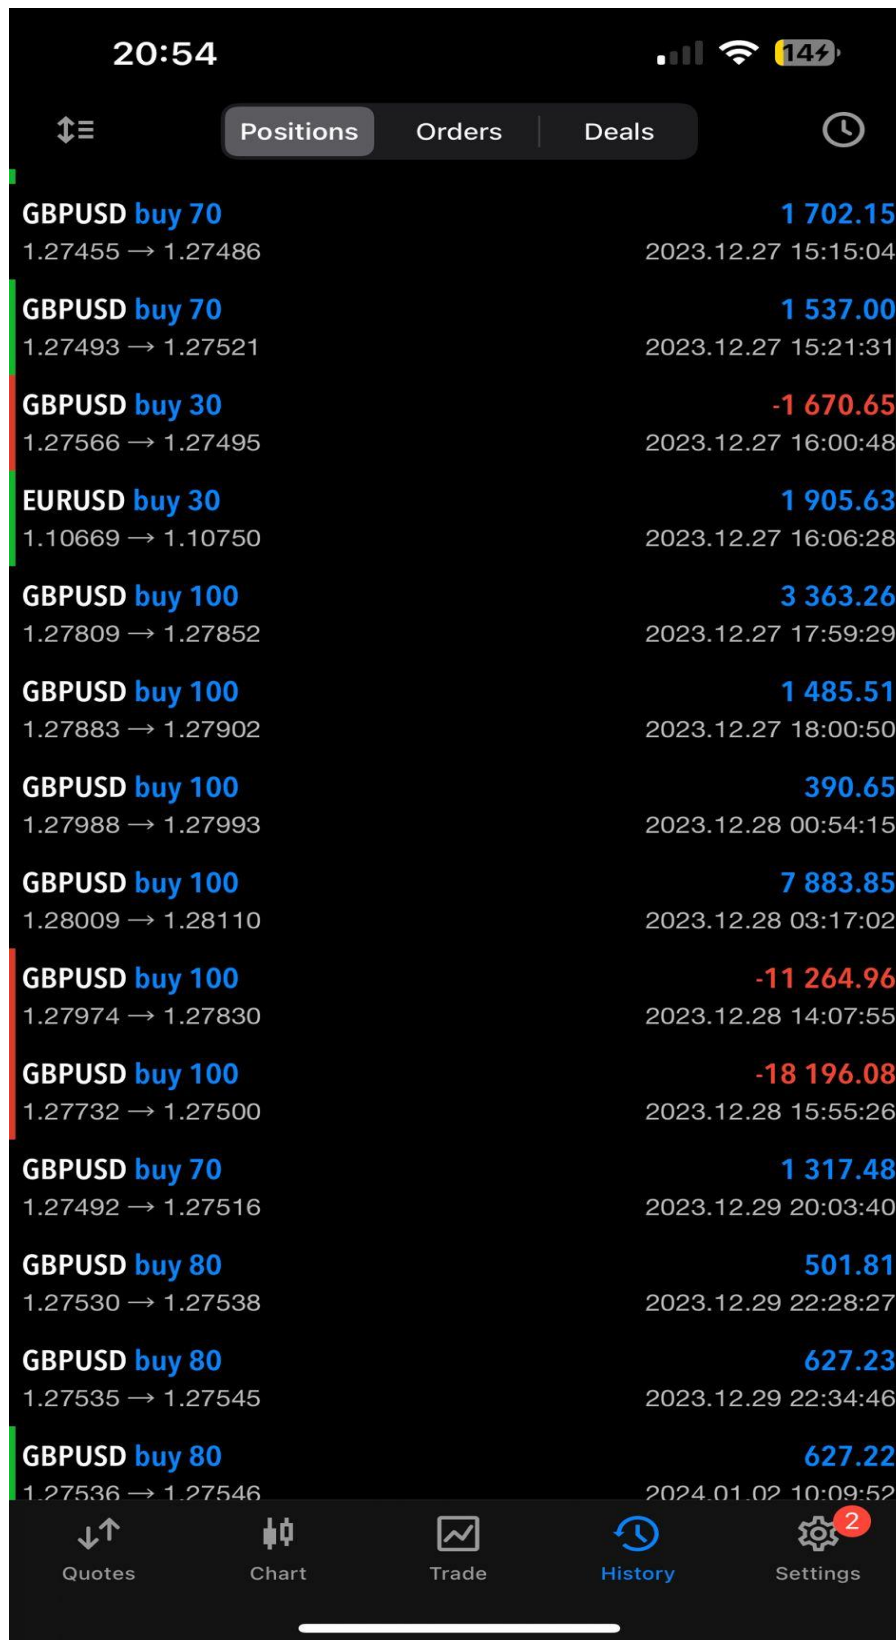 20:54
14
Positions Orders Deals
GBPUSD buy 70 1 702.15
1.27455 → 1.27486 2023.12.27 15:15:04
GBPUSD buy 70 1 537.00
1.27493 → 1.27521 2023.12.27 15:21:31
GBPUSD buy 30 -1 670.65
1.27566 → 1.27495 2023.12.27 16:00:48
EURUSD buy 30 1 905.63
1.10669 → 1.10750 2023.12.27 16:06:28
GBPUSD buy 100 3 363.26
1.27809 → 1.27852 2023.12.27 17:59:29
GBPUSD buy 100 1 485.51
1.27883 → 1.27902 2023.12.27 18:00:50
GBPUSD buy 100 390.65
1.27988 → 1.27993 2023.12.28 00:54:15
GBPUSD buy 100 7 883.85
1.28009 → 1.28110 2023.12.28 03:17:02
GBPUSD buy 100 -11 264.96
1.27974 → 1.27830 2023.12.28 14:07:55
GBPUSD buy 100 -18 196.08
1.27732 → 1.27500 2023.12.28 15:55:26
GBPUSD buy 70 1 317.48
1.27492 → 1.27516 2023.12.29 20:03:40
GBPUSD buy 80 501.81
1.27530 → 1.27538 2023.12.29 22:28:27
GBPUSD buy 80 627.23
1.27535 → 1.27545 2023.12.29 22:34:46
GBPUSD buy 80 627.22
1.27536 → 1.27546 2024.01.02 10:09:52
2
Quotes Chart Trade History Settings